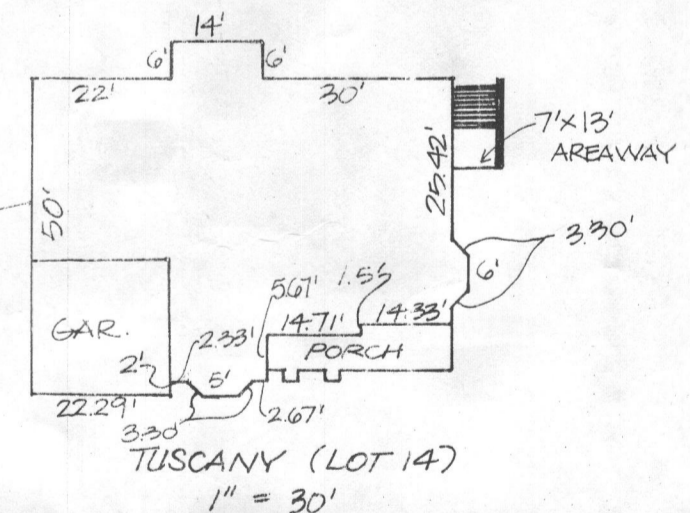 14'
6' 6'
22' 30'
7'X13'
AREAWAY
25.42'
50'
3.30'
6'
1.5'
5.67'
14.71' 14.33'
GAR.
2.33'
PORCH
2'
5'
22.29'
2.67'
3.30'
TUSCANY (LOT 14)
1" = 30'